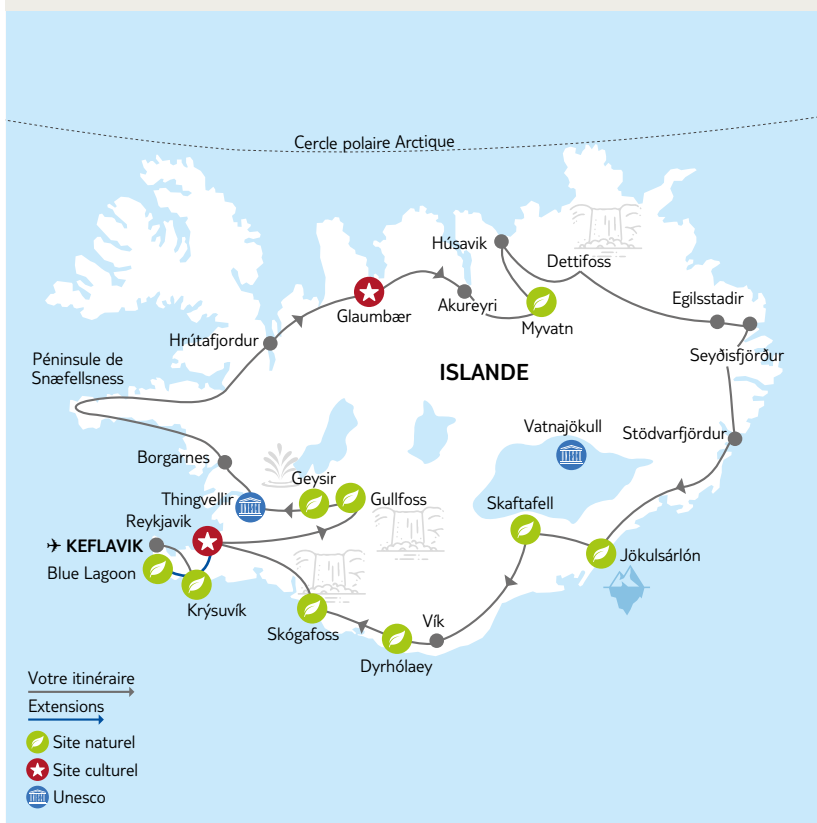 Cercle polaire Arctique
Húsavik
Dettifoss
Glaumbær
Akureyri
Myvatn
Egilsstadir
Seyðisfjörður
Hrútafjordur
Péninsule de
Snæfellsness
ISLANDE
Vatnajökull
Stödvarfjördur
Borgarnes
Geysir
Thingvellir
Gullfoss
Skaftafell
Reykjavik
KEFLAVIK
Jökulsárlón
Blue Lagoon
Krýsuvík
Skógafoss
Vík
Dyrhólaey
Votre itinéraire
Extensions
Site naturel
Site culturel
Unesco